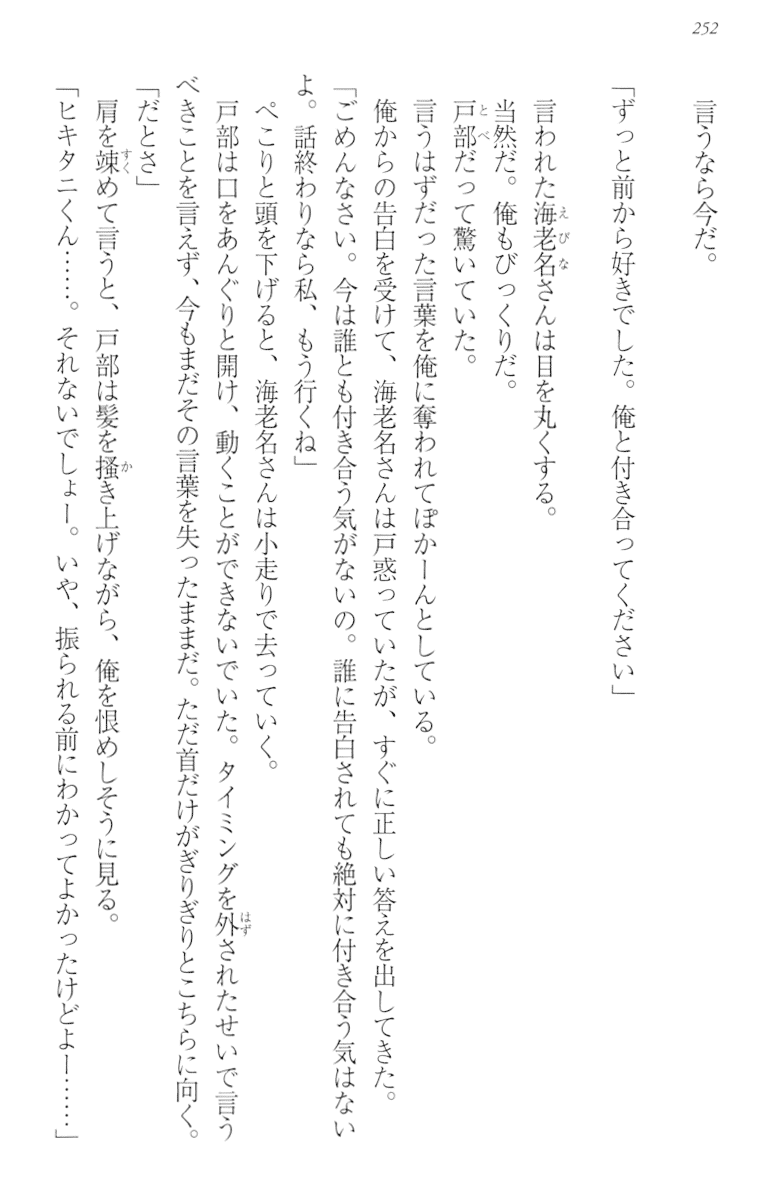 252
言うなら今だ。
「ずっと前から好きでした。俺と付き合ってください」
言われた海老名さんは目を丸くする。
当然だ。俺もびっくりだ。
戸部だって驚いていた。
言うはずだった言葉を俺に奪われてぽかーんとしている。
俺からの告白を受けて、海老名さんは戸惑っていたが、すぐに正しい答えを出してきた。
「ごめんなさい。今は誰とも付き合う気がないの。誰に告白されても絶対に付き合う気はない
よ。話終わりなら私、もう行くね」
ぺこりと頭を下げると、海老名さんは小走りで去っていく。
戸部は口をあんぐりと開け、動くことができないでいた。タイミングを外されたせいで言う
べきことを言えず、今もまだその言葉を失ったままだ。ただ首だけがぎりぎりとこちらに向く。
「だとさ」
肩を竦めて言うと、戸部は髪を掻き上げながら、俺を恨めしそうに見る。
「ヒキタニくん……。それないでしょー。いや、振られる前にわかってよかったけどよー……」